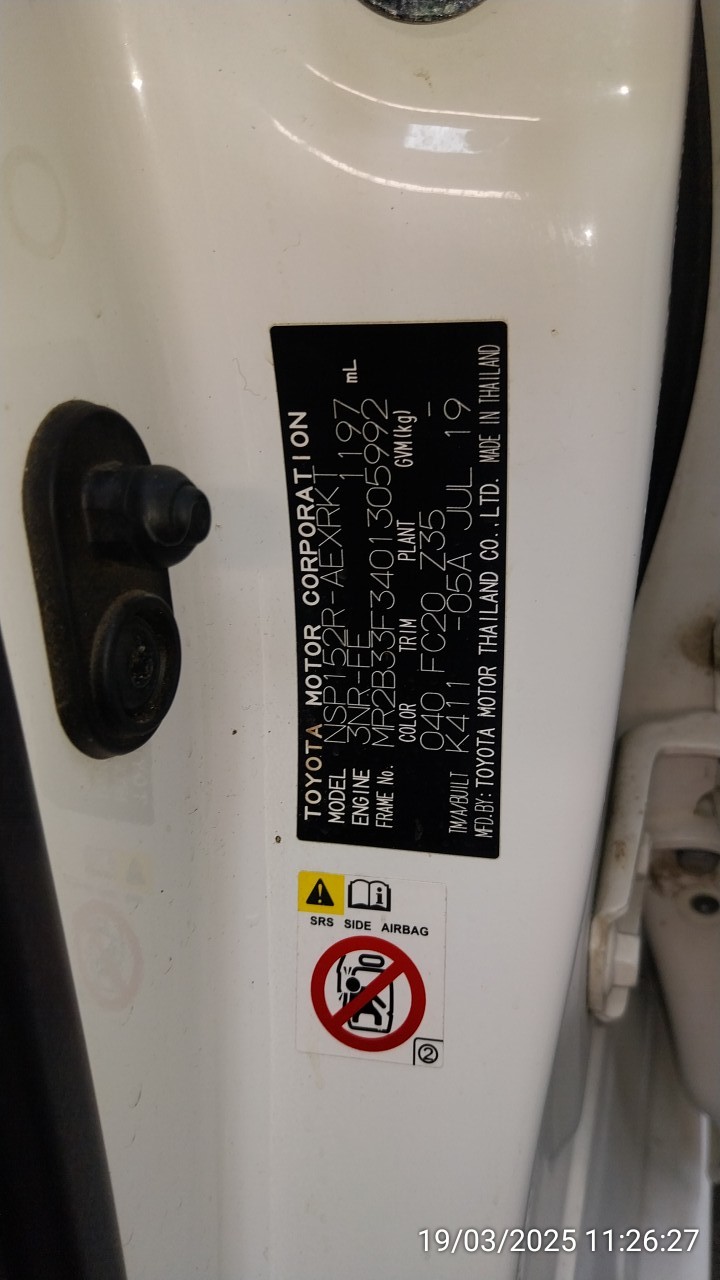 TOYOTA MOTOR CORPORATION
MODEL NSP152R-AEXRKT
ENGINE 3NR-FE 1197 mL
FRAME No. MR2B33F3401305992
COLOR TRIM PLANT GVM(kg)
040 FC20 Z35 -
TM/A/BUILT K411 -05A JUL 19
MFD.BY: TOYOTA MOTOR THAILAND CO.,LTD. MADE IN THAILAND
SRS SIDE AIRBAG
2
19/03/2025 11:26:27